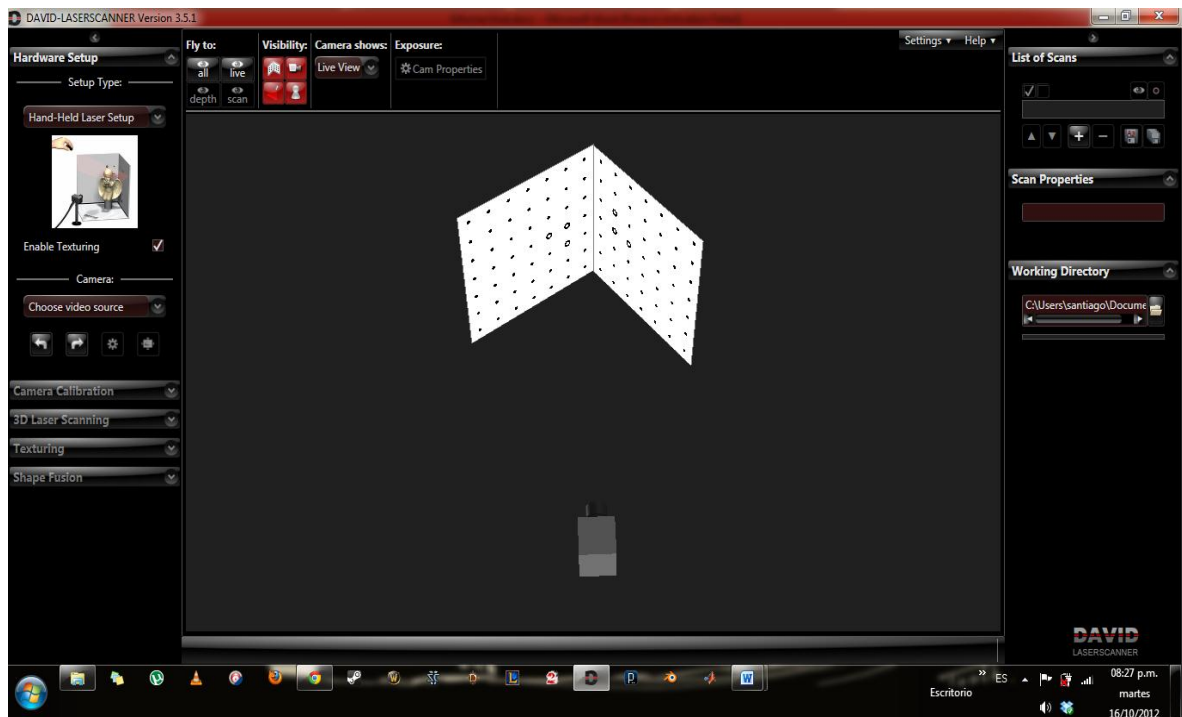 DAVID-LASERSCANNER Version 3.5.1
Hardware Setup
Setup Type:
Hand-Held Laser Setup
Enable Texturing
Camera:
Choose video source
Camera Calibration
3D Laser Scanning
Texturing
Shape Fusion
Fly to:
all
live
depth
scan
Visibility:
Camera shows:
Live View
Exposure:
Cam Properties
Settings
Help
List of Scans
Scan Properties
Working Directory
C:\Users\santiago\Docume
DAVID
LASERSCANNER
Escritorio
ES
08:27 p.m.
martes
16/10/2012